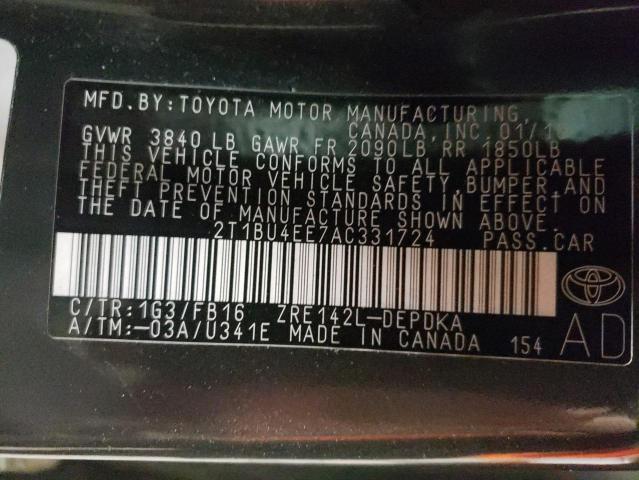 MFD.BY:TOYOTA MOTOR MANUFACTURING,
CANADA, INC. 01/10
GVWR 3840 LB GAWR FR 2090LB RR 1850LB
THIS VEHICLE CONFORMS TO ALL APPLICABLE
FEDERAL MOTOR VEHICLE SAFETY,BUMPER,AND
THEFT PREVENTION STANDARDS IN EFFECT ON
THE DATE OF MANUFACTURE SHOWN ABOVE.
2T1BU4EE7AC331724 PASS.CAR
C/TR:1G3/FB16 ZRE142L-DEPDKA
A/TM:-03A/U341E MADE IN CANADA 154
AD